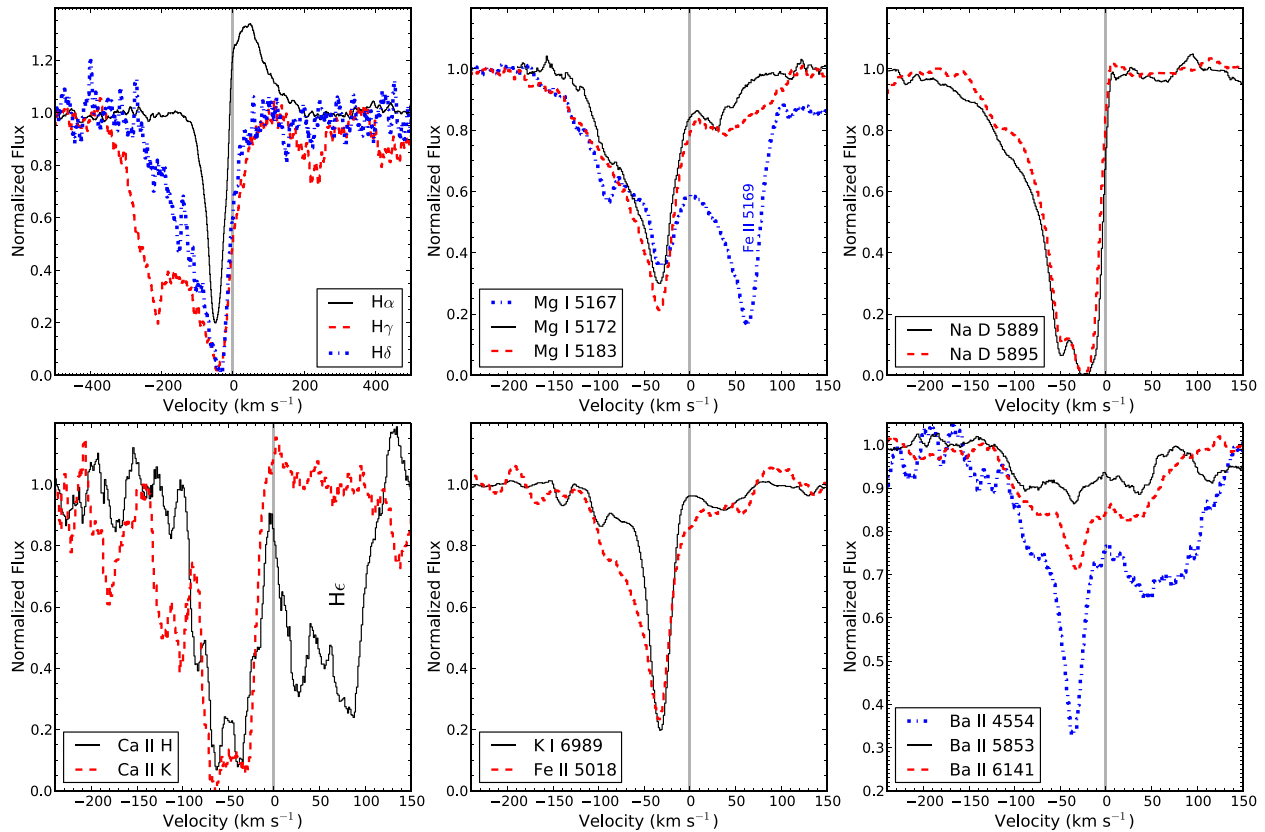 Normalized Flux
1.2
1.0
0.8
0.6
0.4
0.2
0.0
−400 −200 0 200 400
Velocity (km s⁻¹)
Hα
Hγ
Hδ
Normalized Flux
1.0
0.8
0.6
0.4
0.2
0.0
−200 −150 −100 −50 0 50 100 150
Velocity (km s⁻¹)
Fe II 5169
Mg I 5167
Mg I 5172
Mg I 5183
Normalized Flux
1.0
0.8
0.6
0.4
0.2
0.0
−200 −150 −100 −50 0 50 100 150
Velocity (km s⁻¹)
Na D 5889
Na D 5895
Normalized Flux
1.0
0.8
0.6
0.4
0.2
0.0
−200 −150 −100 −50 0 50 100 150
Velocity (km s⁻¹)
Hϵ
Ca II H
Ca II K
Normalized Flux
1.0
0.8
0.6
0.4
0.2
0.0
−200 −150 −100 −50 0 50 100 150
Velocity (km s⁻¹)
K I 6989
Fe II 5018
Normalized Flux
1.0
0.9
0.8
0.7
0.6
0.5
0.4
0.3
0.2
−200 −150 −100 −50 0 50 100 150
Velocity (km s⁻¹)
Ba II 4554
Ba II 5853
Ba II 6141